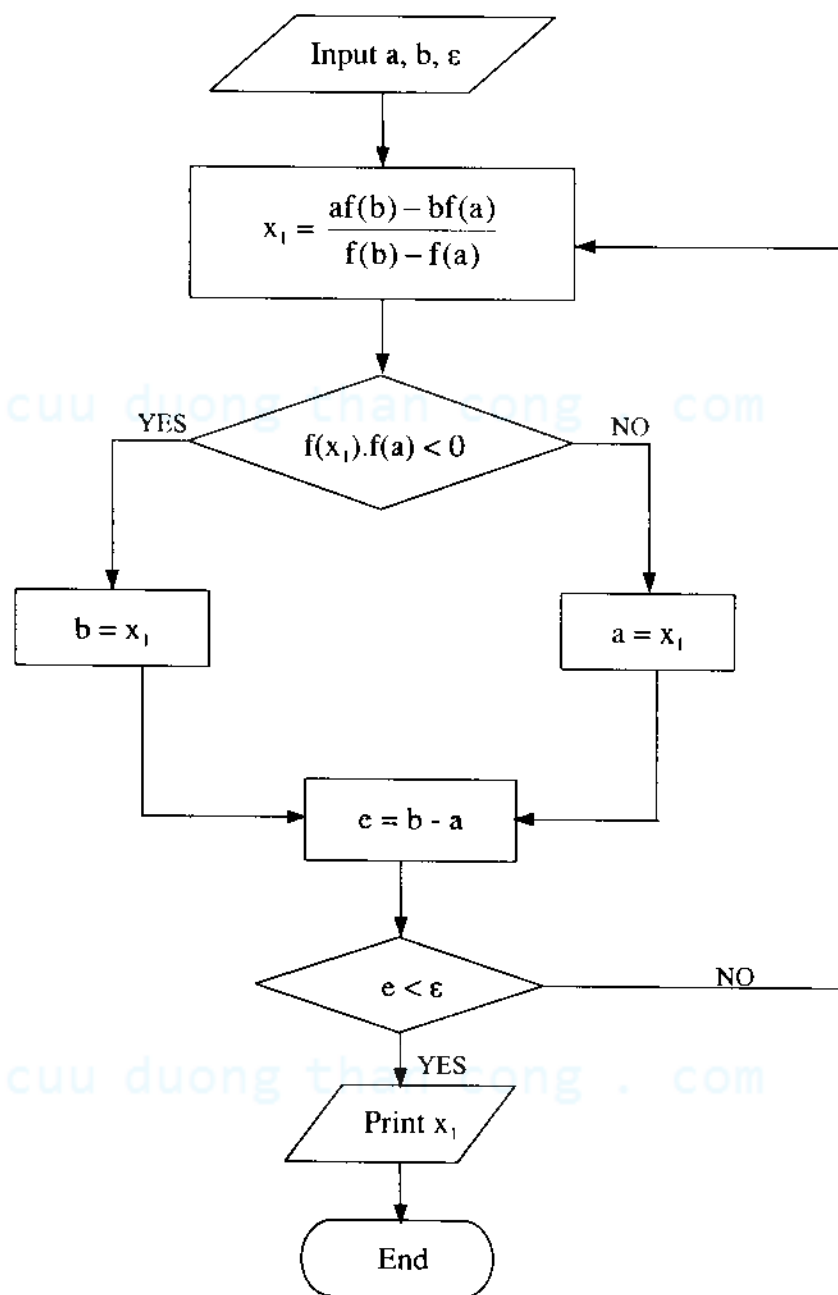 Input a, b, ε
x₁ = af(b) – bf(a) / f(b) – f(a)
cuu duong than cong . com
YES
f(x₁).f(a) < 0
NO
b = x₁
a = x₁
e = b - a
e < ε
NO
YES
cuu duong than cong . com
Print x₁
End